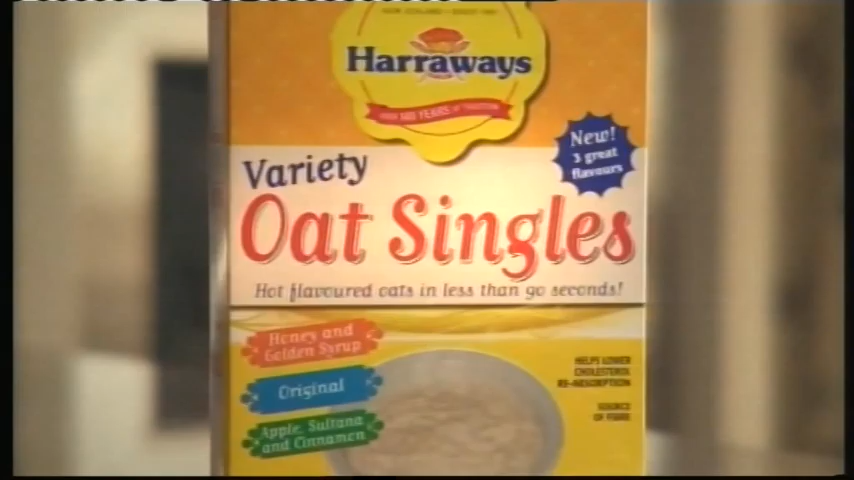 Harraways
140 YEARS
Variety
Oat Singles
New!
3 great
flavours
Hot flavoured oats in less than 90 seconds!
Honey and
Golden Syrup
Original
Apple, Sultana
and Cinnamon
HELPS LOWER
CHOLESTEROL
RE-ABSORPTION
SOURCE
OF FIBRE